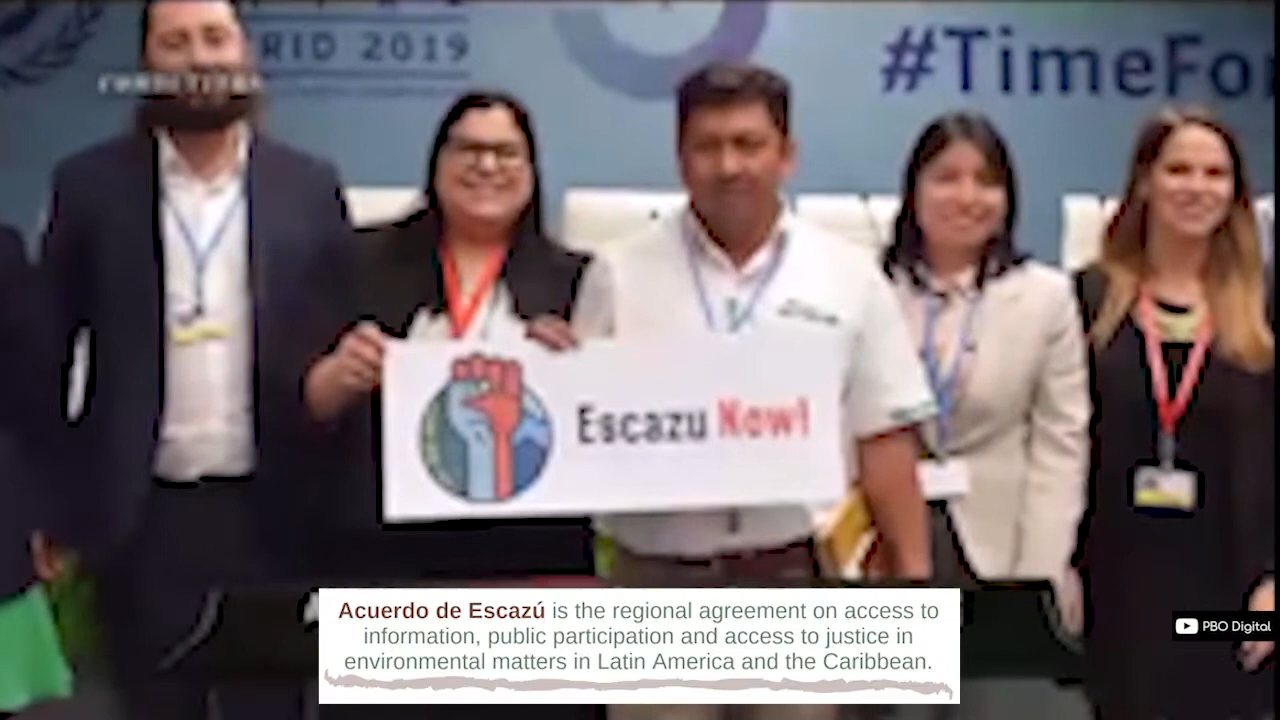 RID 2019
#TimeFor
Escazu Now!
Acuerdo de Escazú is the regional agreement on access to
information, public participation and access to justice in
environmental matters in Latin America and the Caribbean.
PBO Digital